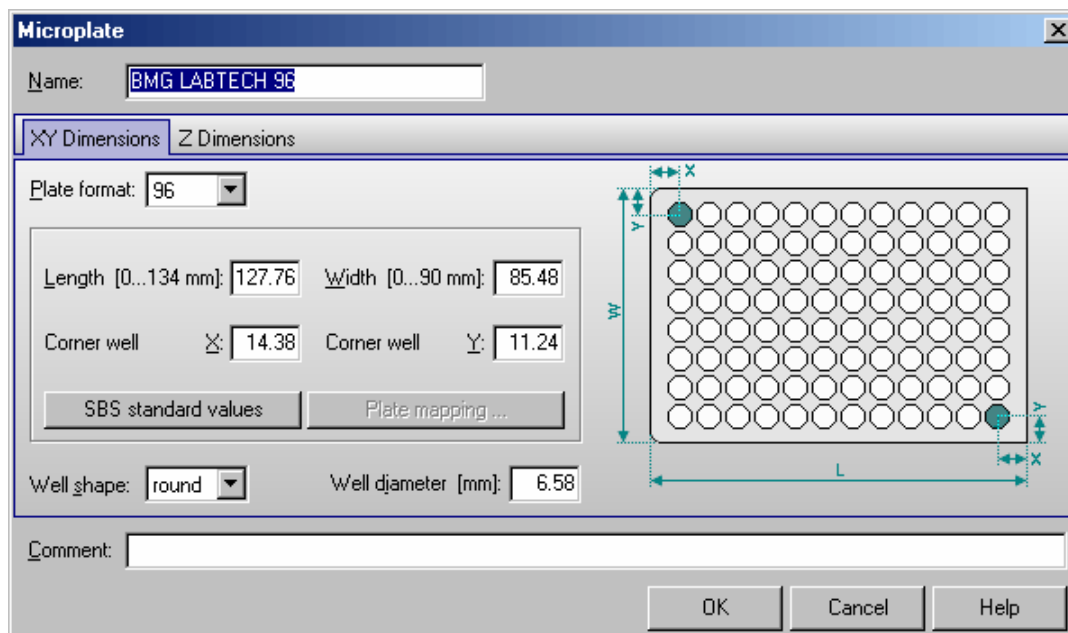 Microplate
Name: BMG LABTECH 96
XY Dimensions Z Dimensions
Plate format: 96
Length [0...134 mm]: 127.76 Width [0...90 mm]: 85.48
Corner well X: 14.38 Corner well Y: 11.24
SBS standard values Plate mapping ...
Well shape: round Well diameter [mm]: 6.58
X
Y
W
Y
X
L
Comment:
OK Cancel Help